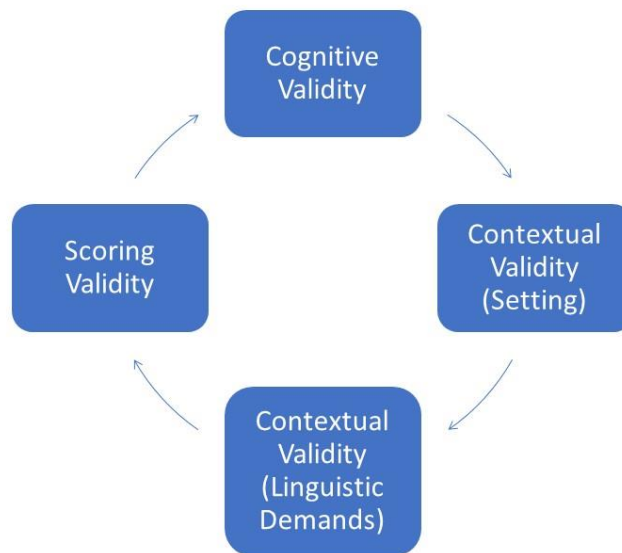 Cognitive
Validity
Contextual
Validity
(Setting)
Contextual
Validity
(Linguistic
Demands)
Scoring
Validity